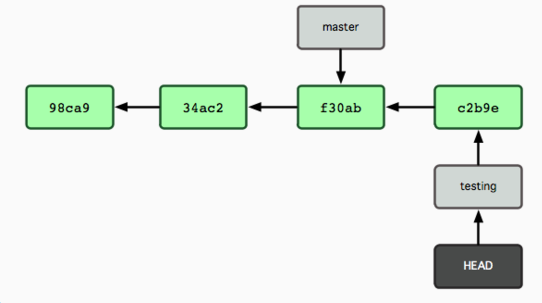 master
98ca9
34ac2
f30ab
c2b9e
testing
HEAD